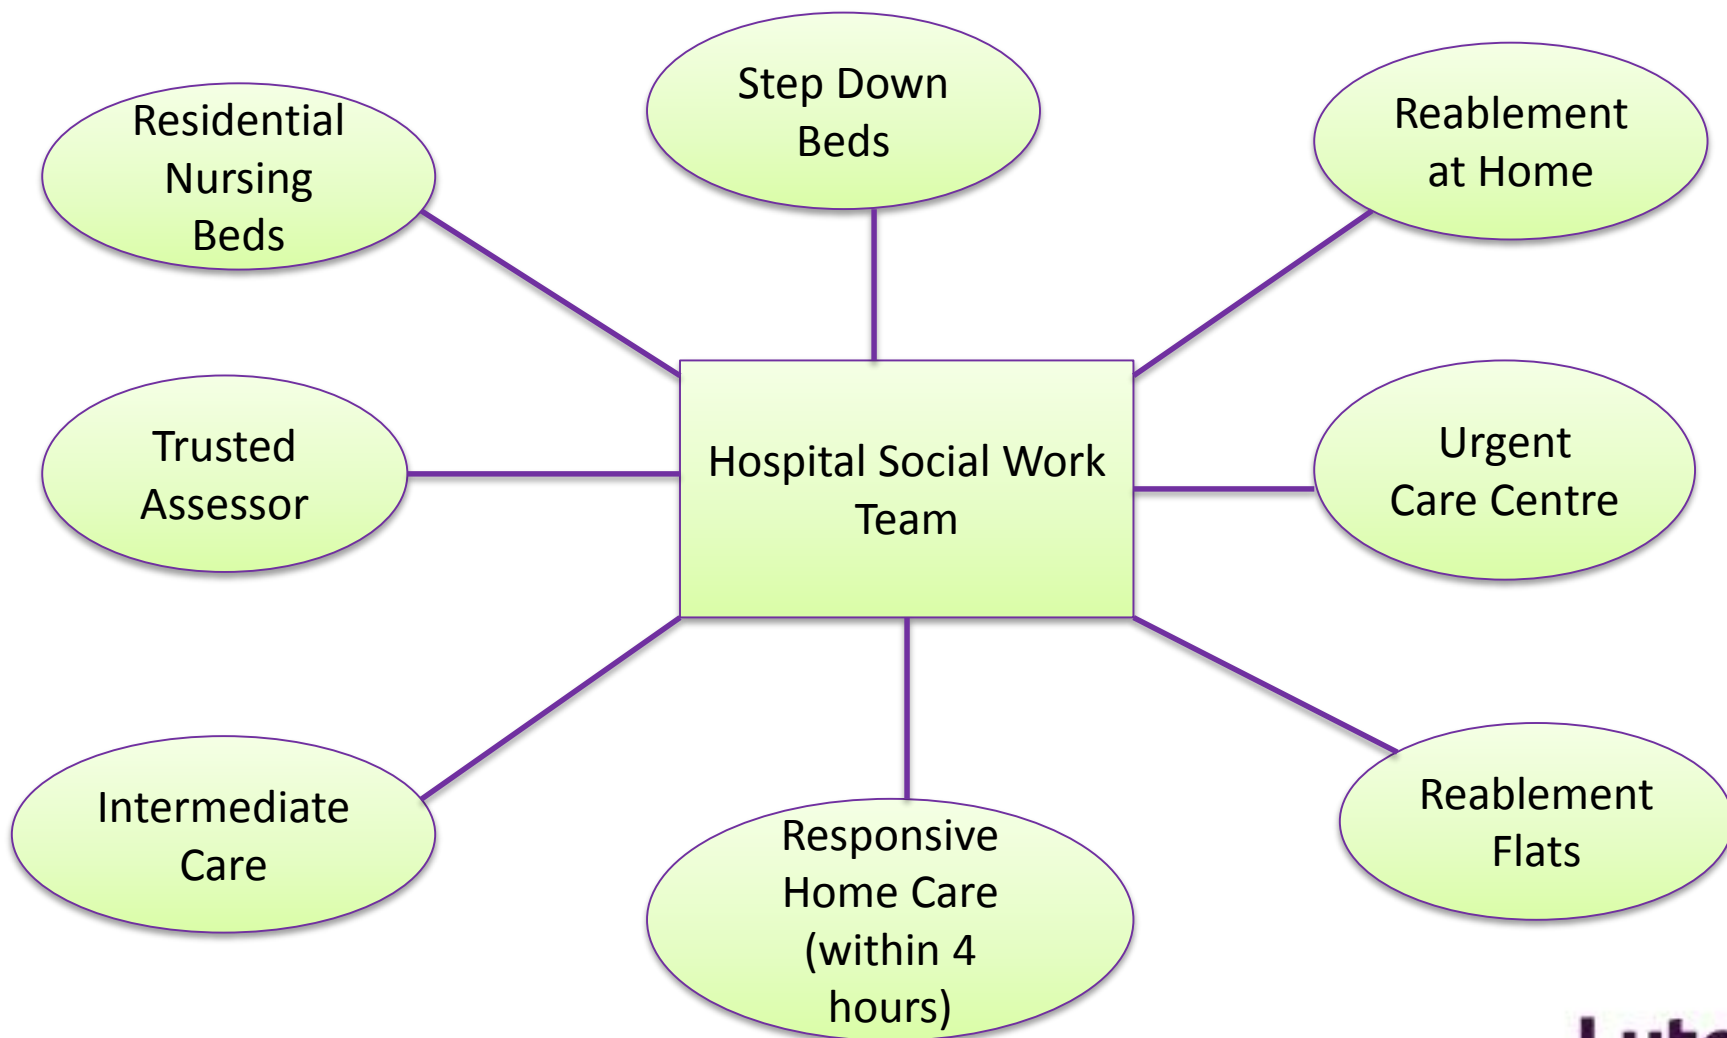 Step Down
Beds
Residential
Nursing
Beds
Reablement
at Home
Trusted
Assessor
Hospital Social Work
Team
Urgent
Care Centre
Intermediate
Care
Responsive
Home Care
(within 4
hours)
Reablement
Flats